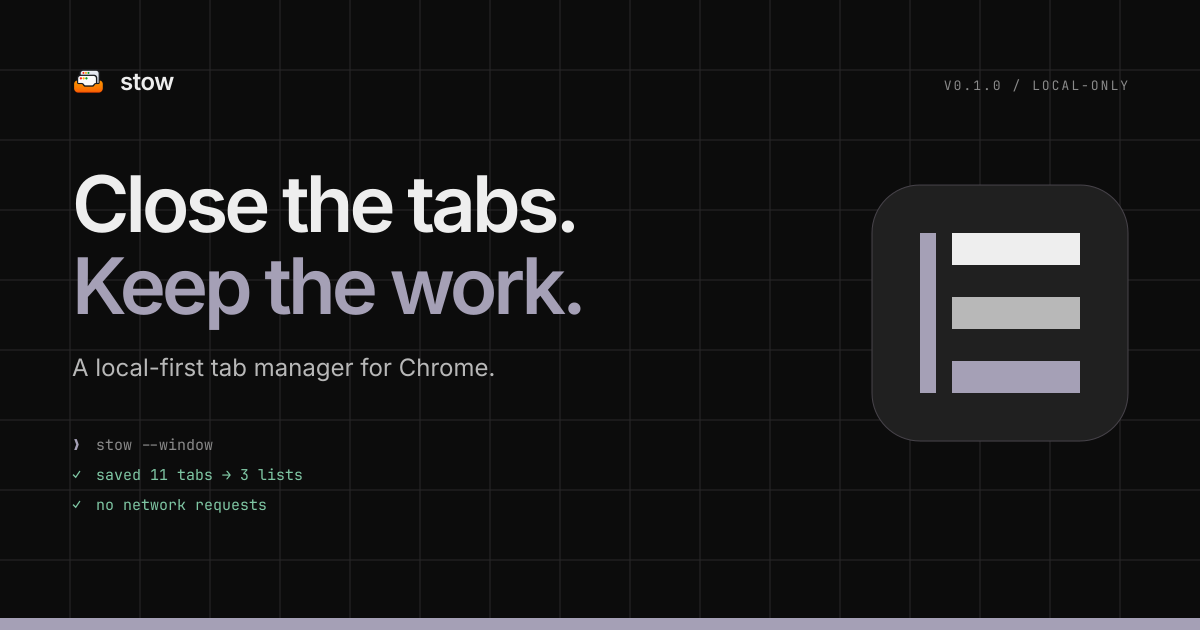 stow
V0.1.0 / LOCAL-ONLY
Close the tabs.
Keep the work.
A local-first tab manager for Chrome.
❯ stow --window
✓ saved 11 tabs → 3 lists
✓ no network requests